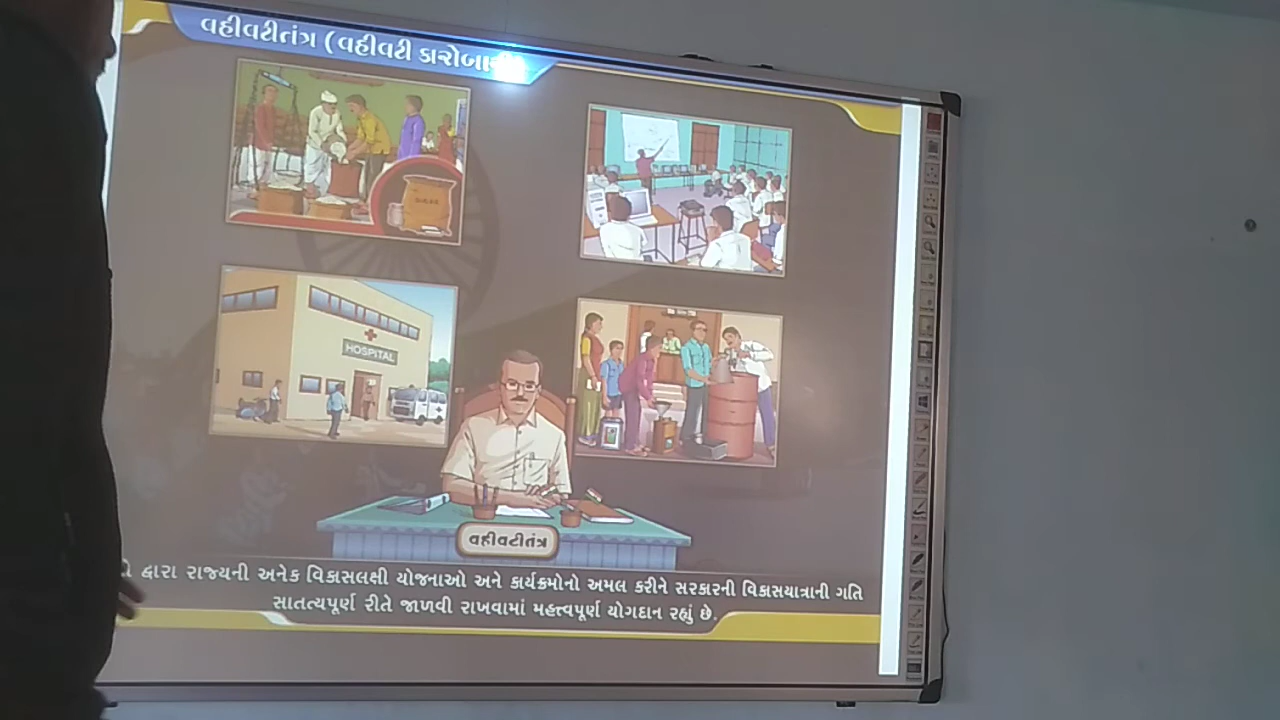 વહીવટીતંત્ર (વહીવટી
HOSPITAL
વહીવટીતંત્ર
દ્વારા રાજ્યની અનેક વિકાસલક્ષી યોજનાઓ અને કાર્યક્રમોનો અમલ કરીને સરકારની વિકાસયાત્રાની ગતિ
સાતત્યપૂર્ણ રીતે જાળવી રાખવામાં મહત્ત્વપૂર્ણ યોગદાન રહ્યું છે.